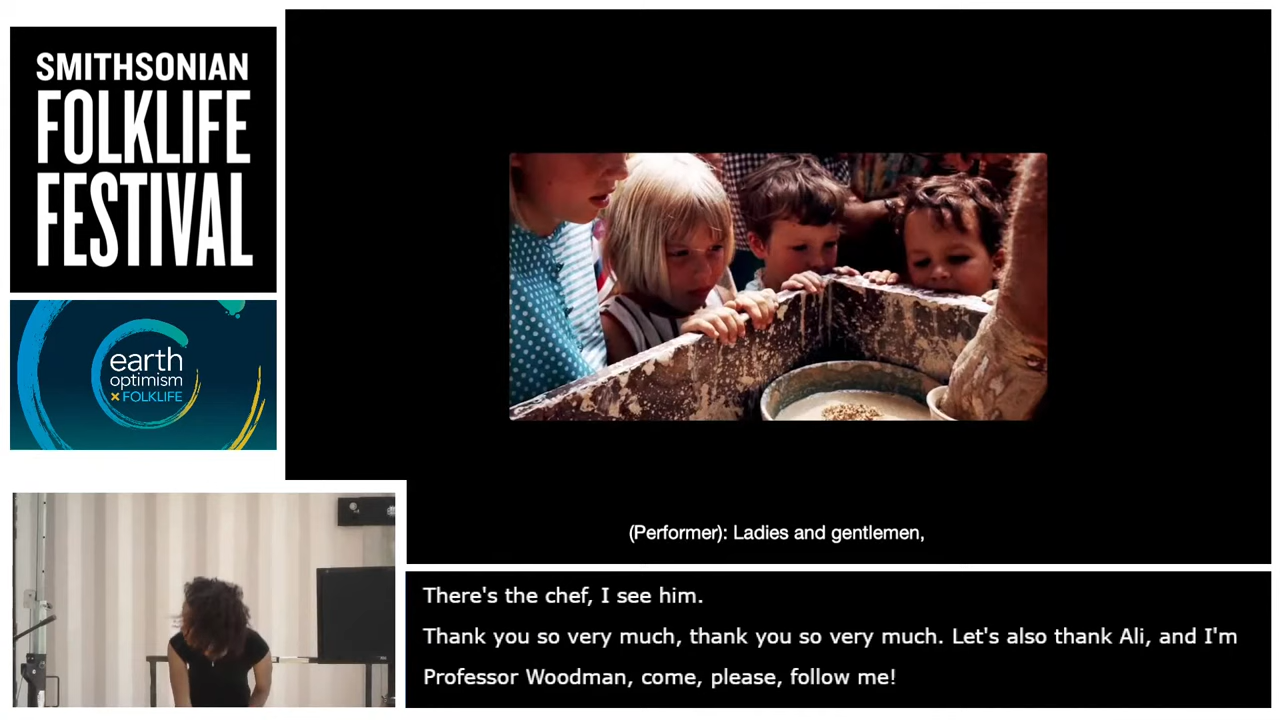 SMITHSONIAN
FOLKLIFE
FESTIVAL
earth
optimism
× FOLKLIFE
(Performer): Ladies and gentlemen,
There's the chef, I see him.
Thank you so very much, thank you so very much. Let's also thank Ali, and I'm
Professor Woodman, come, please, follow me!